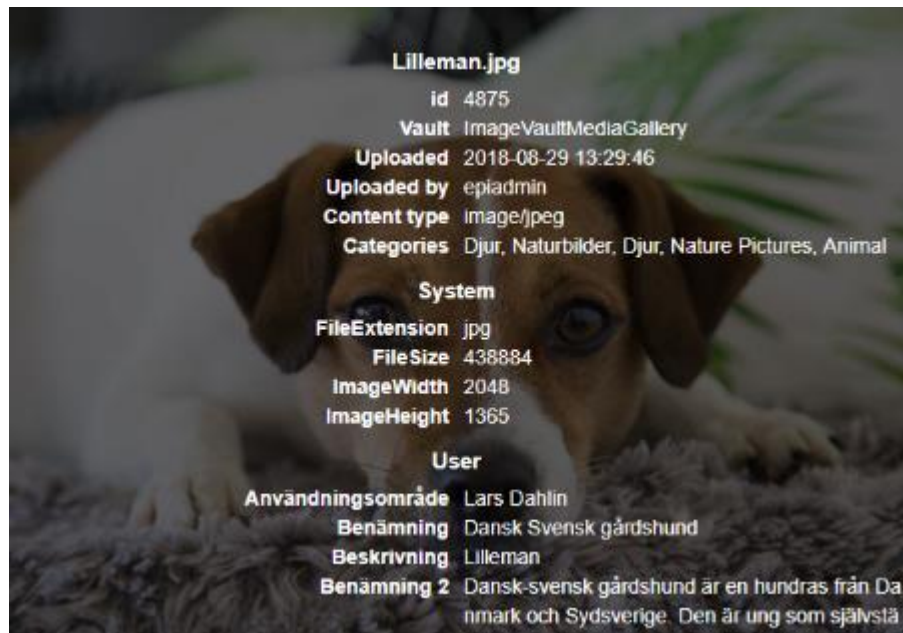 Lilleman.jpg
id 4875
Vault ImageVaultMediaGallery
Uploaded 2018-08-29 13:29:46
Uploaded by epiadmin
Content type image/jpeg
Categories Djur, Naturbilder, Djur, Nature Pictures, Animal
System
FileExtension jpg
FileSize 438884
ImageWidth 2048
ImageHeight 1365
User
Användningsområde Lars Dahlin
Benämning Dansk Svensk gårdshund
Beskrivning Lilleman
Benämning 2 Dansk-svensk gårdshund är en hundras från Da
nmark och Sydsverige. Den är ung som självstä